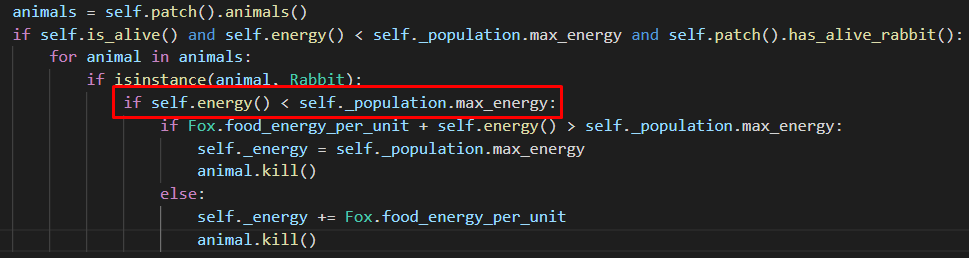 animals = self.patch().animals()
if self.is_alive() and self.energy() < self._population.max_energy and self.patch().has_alive_rabbit():
for animal in animals:
if isinstance(animal, Rabbit):
if self.energy() < self._population.max_energy:
if Fox.food_energy_per_unit + self.energy() > self._population.max_energy:
self._energy = self._population.max_energy
animal.kill()
else:
self._energy += Fox.food_energy_per_unit
animal.kill()